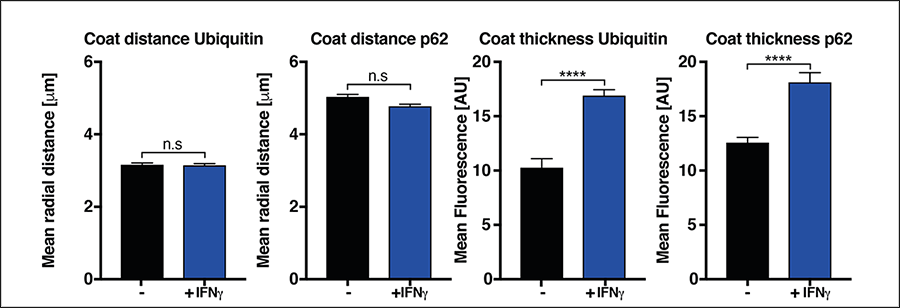 Coat distance Ubiquitin
Mean radial distance [μm]
6
4
2
0
n.s
-
+IFNγ
Coat distance p62
Mean radial distance [μm]
6
4
2
0
n.s
-
+IFNγ
Coat thickness Ubiquitin
Mean Fluorescence [AU]
20
15
10
5
0
****
-
+IFNγ
Coat thickness p62
Mean Fluorescence [AU]
20
15
10
5
0
****
-
+IFNγ